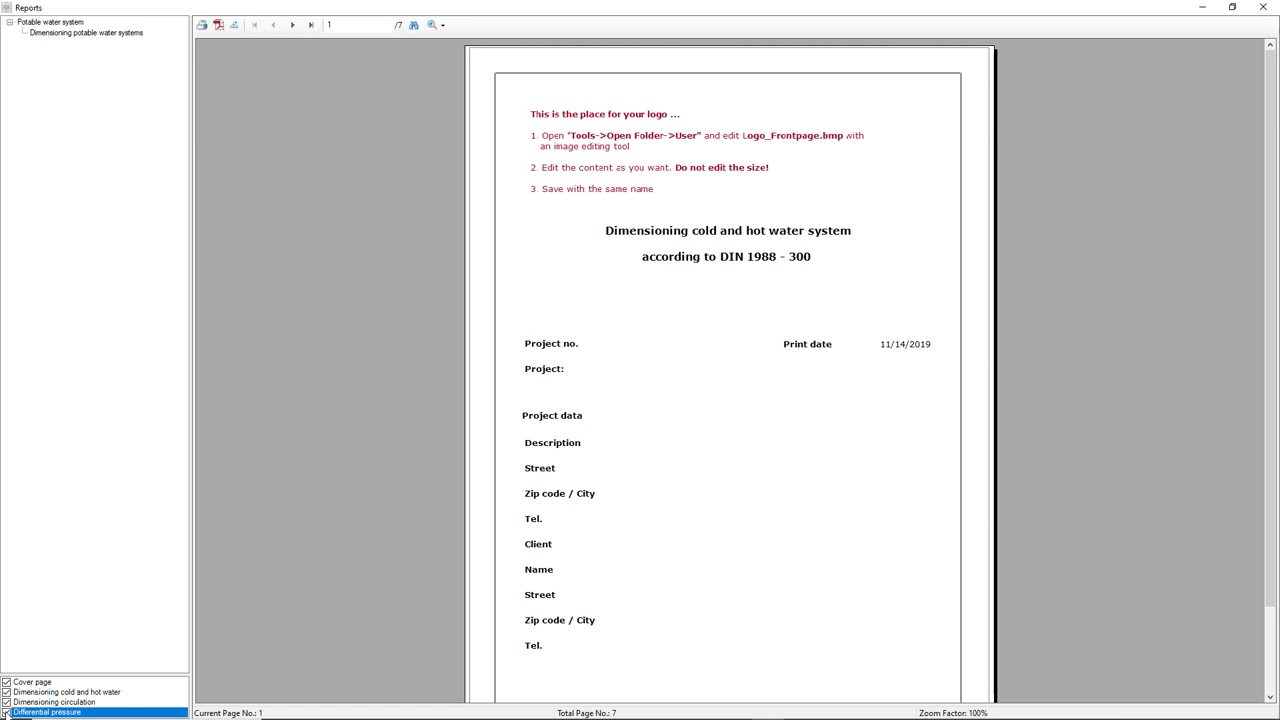 Reports
Potable water system
Dimensioning potable water systems
1 /7
This is the place for your logo ...
1. Open "Tools->Open Folder->User" and edit Logo_Frontpage.bmp with
an image editing tool
2. Edit the content as you want. Do not edit the size!
3. Save with the same name
Dimensioning cold and hot water system
according to DIN 1988 - 300
Project no.
Print date 11/14/2019
Project:
Project data
Description
Street
Zip code / City
Tel.
Client
Name
Street
Zip code / City
Tel.
Cover page
Dimensioning cold and hot water
Dimensioning circulation
Differential pressure
Current Page No.: 1 Total Page No.: 7 Zoom Factor: 100%